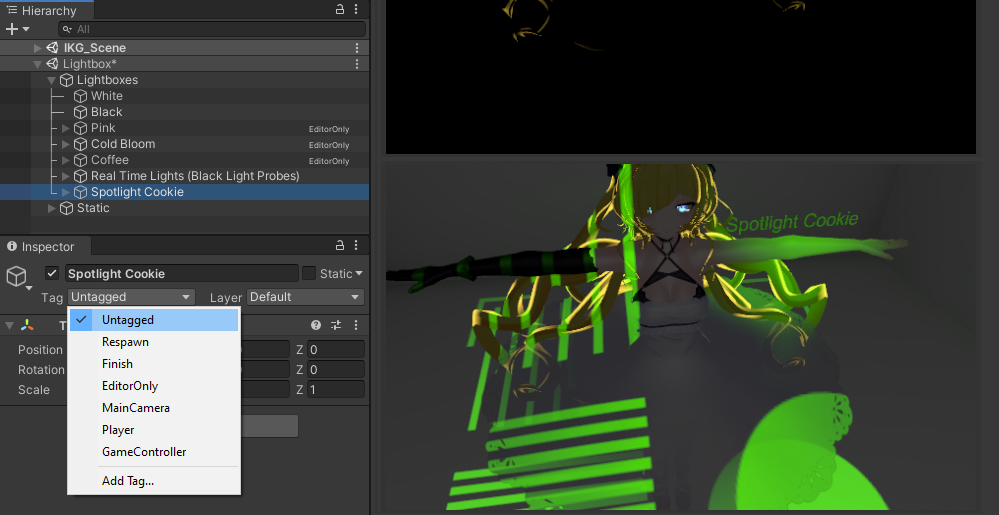 Hierarchy
All
IKG_Scene
Lightbox*
Lightboxes
White
Black
Pink EditorOnly
Cold Bloom EditorOnly
Coffee EditorOnly
Real Time Lights (Black Light Probes)
Spotlight Cookie
Static
Inspector
Spotlight Cookie Static
Tag Untagged Layer Default
T
Position Z 0
Rotation Z 0
Scale Z 1
Untagged
Respawn
Finish
EditorOnly
MainCamera
Player
GameController
Add Tag...
Spotlight Cookie